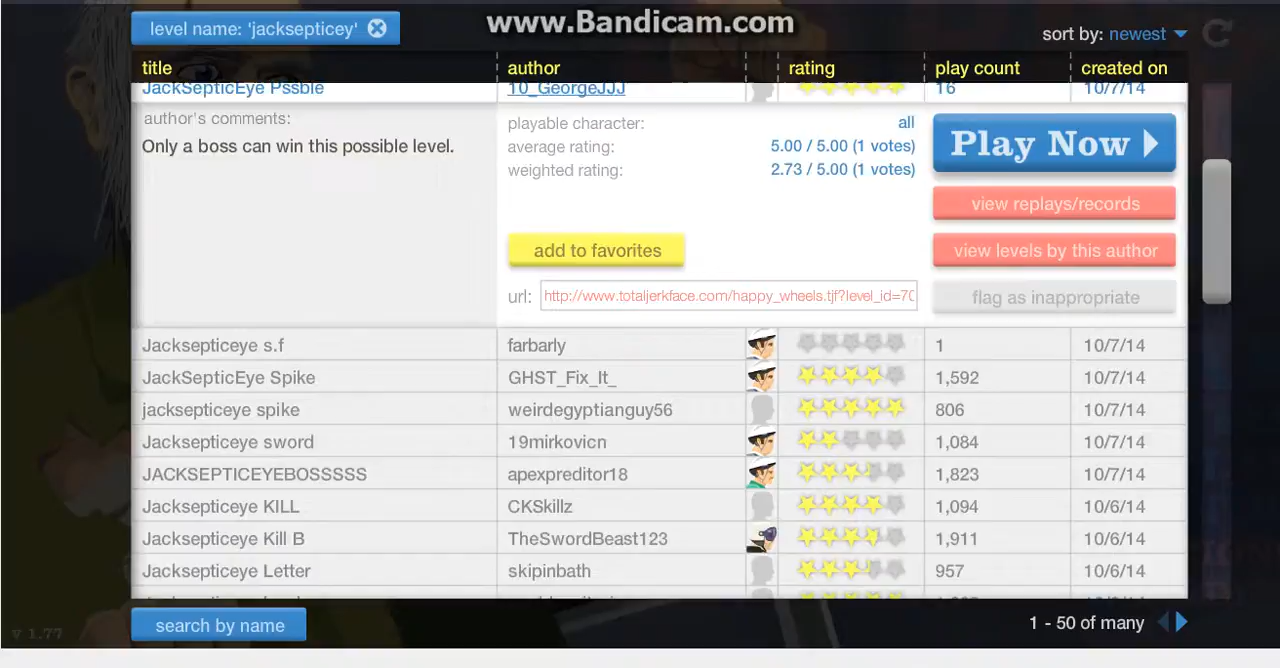 www.Bandicam.com
level name: 'jacksepticey'
sort by: newest
title author rating play count created on
JackSepticEye Pssble 10_GeorgeJJJ 16 10/7/14
author's comments:
Only a boss can win this possible level.
playable character: all
average rating: 5.00 / 5.00 (1 votes)
weighted rating: 2.73 / 5.00 (1 votes)
Play Now
view replays/records
add to favorites
view levels by this author
url: http://www.totaljerkface.com/happy_wheels.tjf?level_id=70
flag as inappropriate
Jacksepticeye s.f farbarly 1 10/7/14
JackSepticEye Spike GHST_Fix_It_ 1,592 10/7/14
jacksepticeye spike weirdegyptianguy56 806 10/7/14
Jacksepticeye sword 19mirkovicn 1,084 10/7/14
JACKSEPTICEYEBOSSSSS apexpreditor18 1,823 10/7/14
Jacksepticeye KILL CKSkillz 1,094 10/6/14
Jacksepticeye Kill B TheSwordBeast123 1,911 10/6/14
Jacksepticeye Letter skipinbath 957 10/6/14
search by name
1 - 50 of many
v 1.77